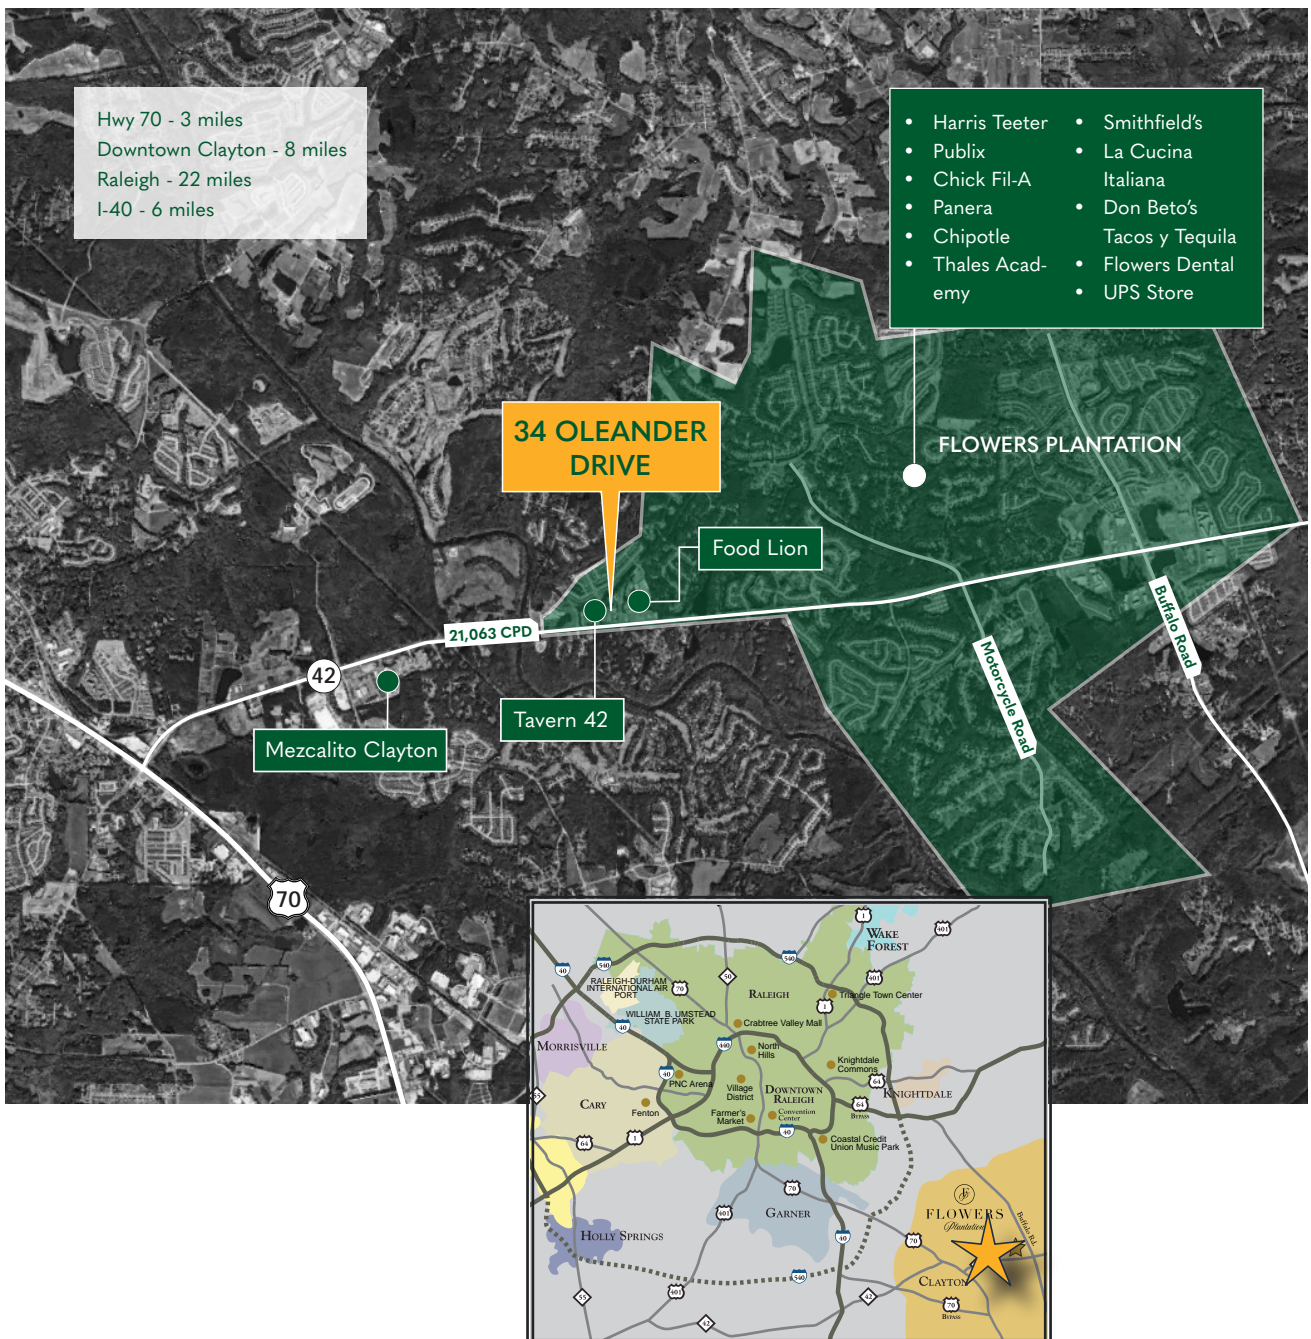 Hwy 70 - 3 miles
Downtown Clayton - 8 miles
Raleigh - 22 miles
I-40 - 6 miles
• Harris Teeter
• Publix
• Chick Fil-A
• Panera
• Chipotle
• Thales Acad-
emy
• Smithfield's
• La Cucina
Italiana
• Don Beto's
Tacos y Tequila
• Flowers Dental
• UPS Store
34 OLEANDER
DRIVE
FLOWERS PLANTATION
Food Lion
21,063 CPD
42
Tavern 42
Mezcalito Clayton
Motorcycle Road
Buffalo Road
70
1
401
WAKE
FOREST
40
540
540
50
401
RALEIGH-DURHAM
INTERNATIONAL AIR
PORT
70
RALEIGH
Triangle Town Center
1
WILLIAM B. UMSTEAD
STATE PARK
40
Crabtree Valley Mall
MORRISVILLE
440
North
Hills
Knightdale
Commons
40
PNC Arena
64
55
Village
District
DOWNTOWN
RALEIGH
KNIGHTDALE
CARY
Fenton
64
BYPASS
Farmer's
Market
Convention
Center
40
64
1
Coastal Credit
Union Music Park
70
FLOWERS
Plantation
Buffalo Rd.
401
GARNER
HOLLY SPRINGS
40
70
540
CLAYTON
401
55
42
70
BYPASS
42